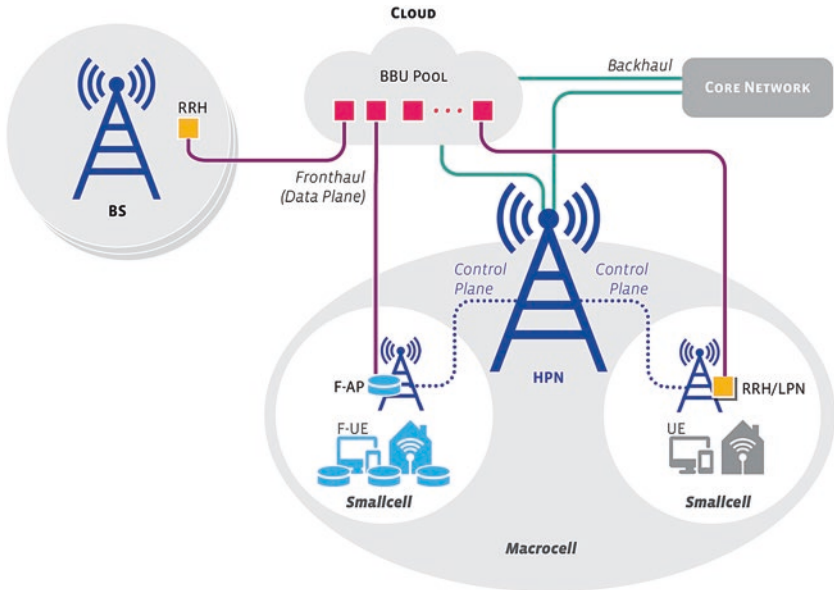 CLOUD
BBU POOL
Backhaul
CORE NETWORK
RRH
BS
Fronthaul
(Data Plane)
Control
Plane
Control
Plane
HPN
F-AP
F-UE
Smallcell
RRH/LPN
UE
Smallcell
Macrocell